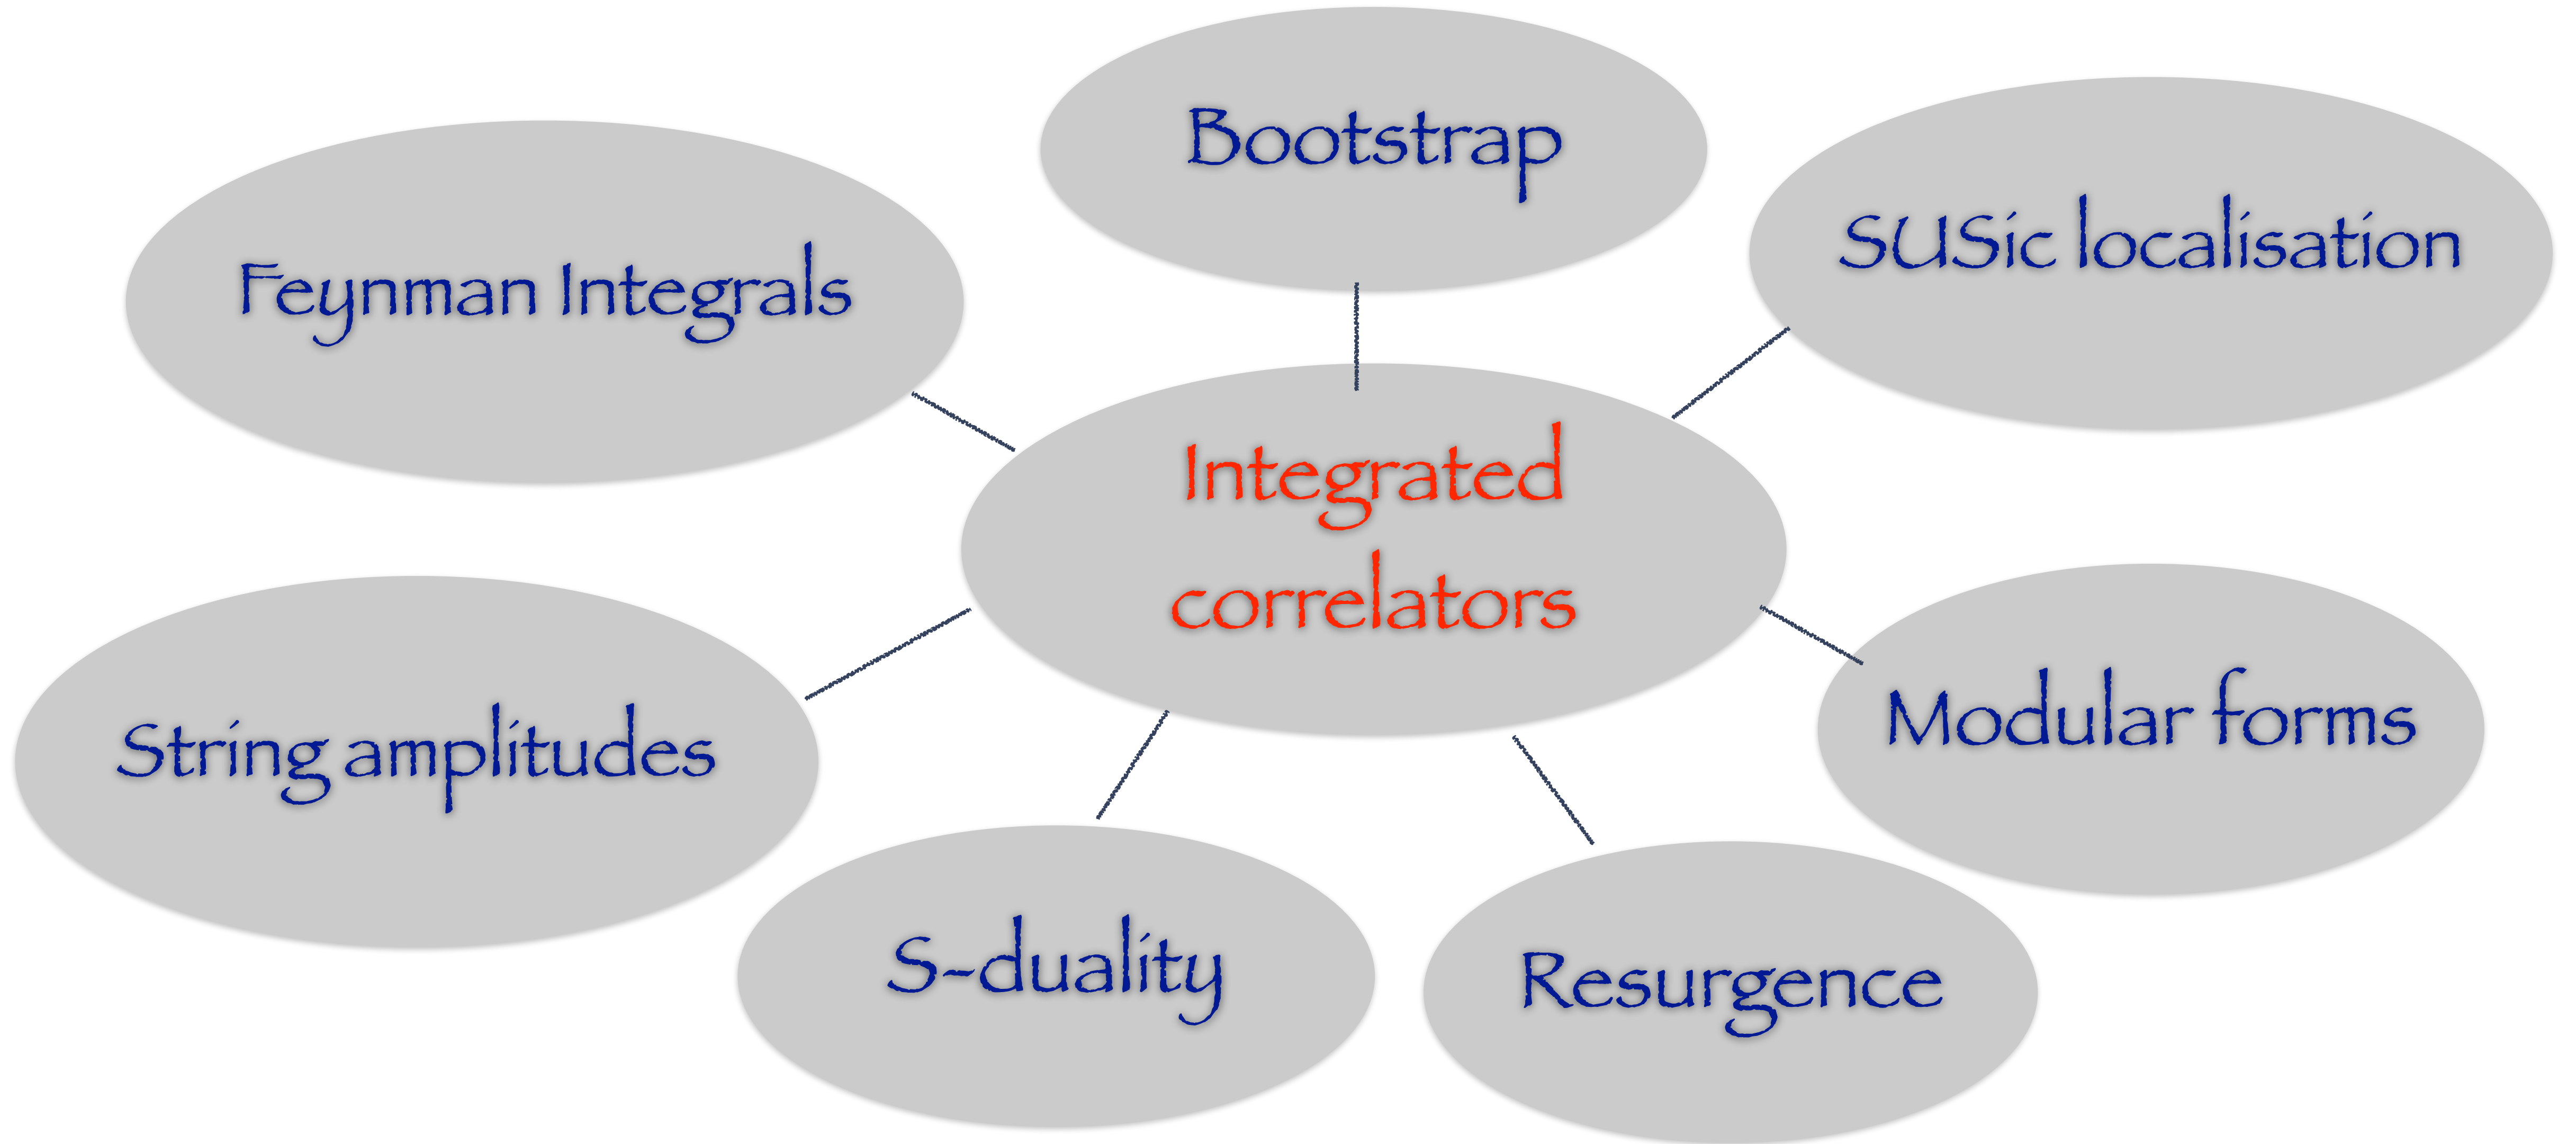 Bootstrap
SUSic localisation
Feynman Integrals
Integrated
correlators
String amplitudes
Modular forms
S-duality
Resurgence